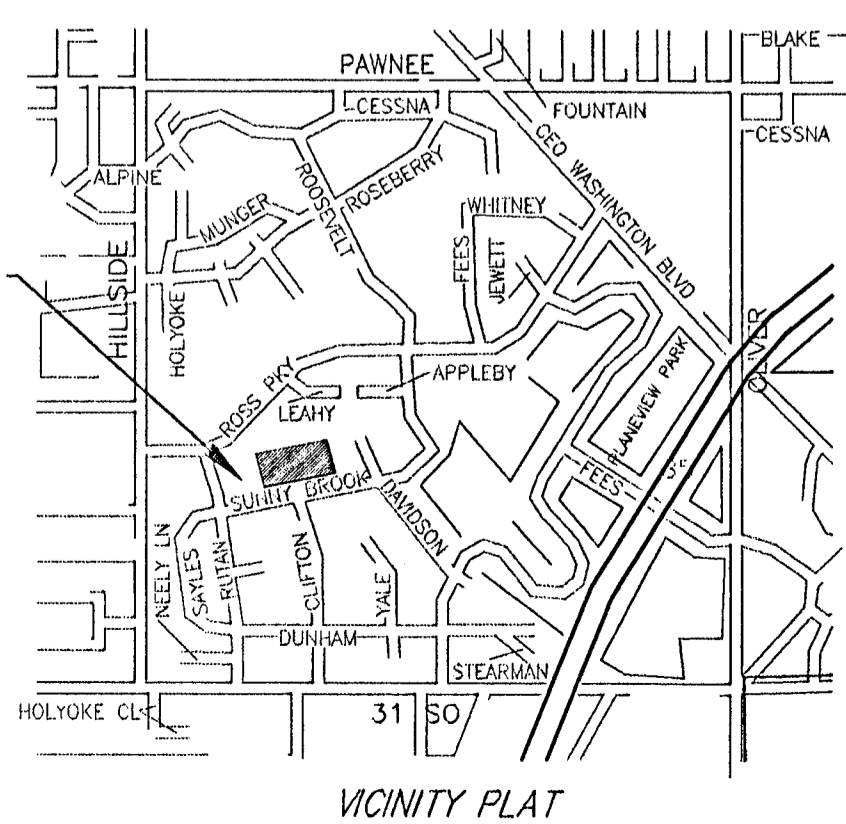 BLAKE
PAWNEE
CESSNA
FOUNTAIN
CESSNA
GEO WASHINGTON BLVD
ALPINE
ROOSEVELT
ROSEBERRY
MUNGER
WHITNEY
HILLSIDE
HOLYOKE
FEES
JEWETT
OLIVER
ROSS PKY
APPLEBY
LEAHY
PLANEVIEW PARK
FEES
SUNNY BROOK
DAVIDSON
NEELY LN
SAYLES
RUTAN
CLIFTON
YALE
DUNHAM
STEARMAN
HOLYOKE CL
31 SO
VICINITY PLAT